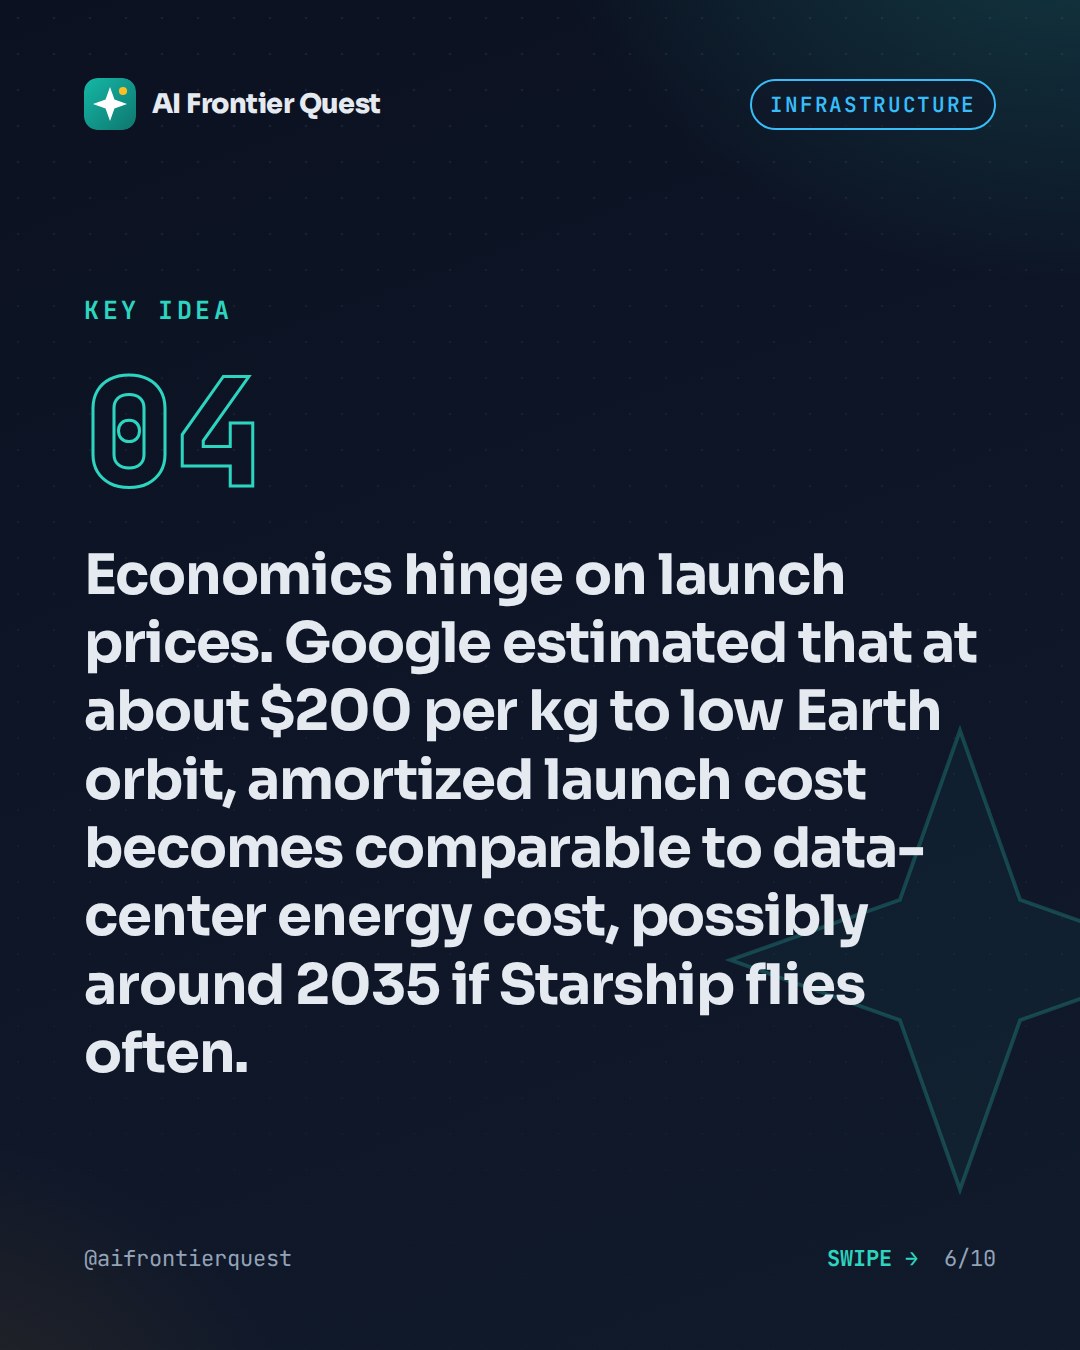 AI Frontier Quest
INFRASTRUCTURE
KEY IDEA
04
Economics hinge on launch
prices. Google estimated that at
about $200 per kg to low Earth
orbit, amortized launch cost
becomes comparable to data-
center energy cost, possibly
around 2035 if Starship flies
often.
@aifrontierquest
SWIPE → 6/10